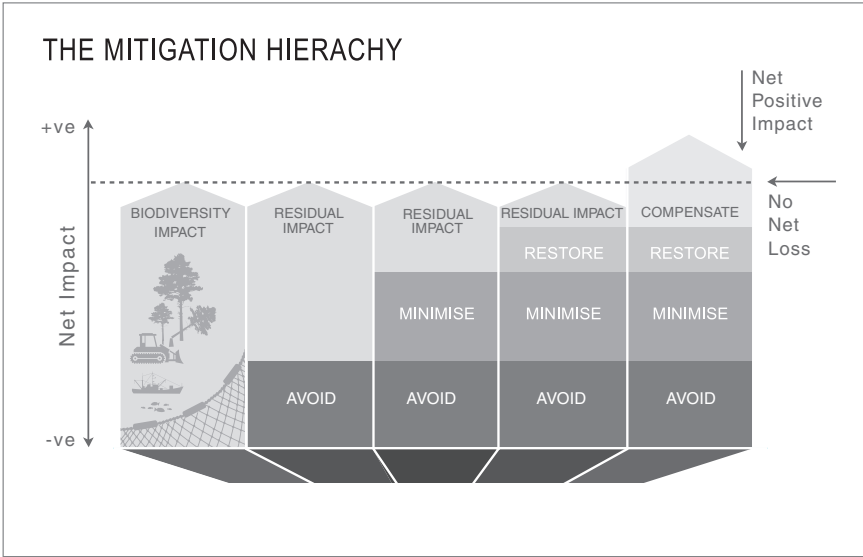 THE MITIGATION HIERACHY
Net
Positive
Impact
+ve
No
Net
Loss
Net Impact
-ve
BIODIVERSITY
IMPACT
RESIDUAL
IMPACT
AVOID
RESIDUAL
IMPACT
MINIMISE
AVOID
RESIDUAL IMPACT
RESTORE
MINIMISE
AVOID
COMPENSATE
RESTORE
MINIMISE
AVOID